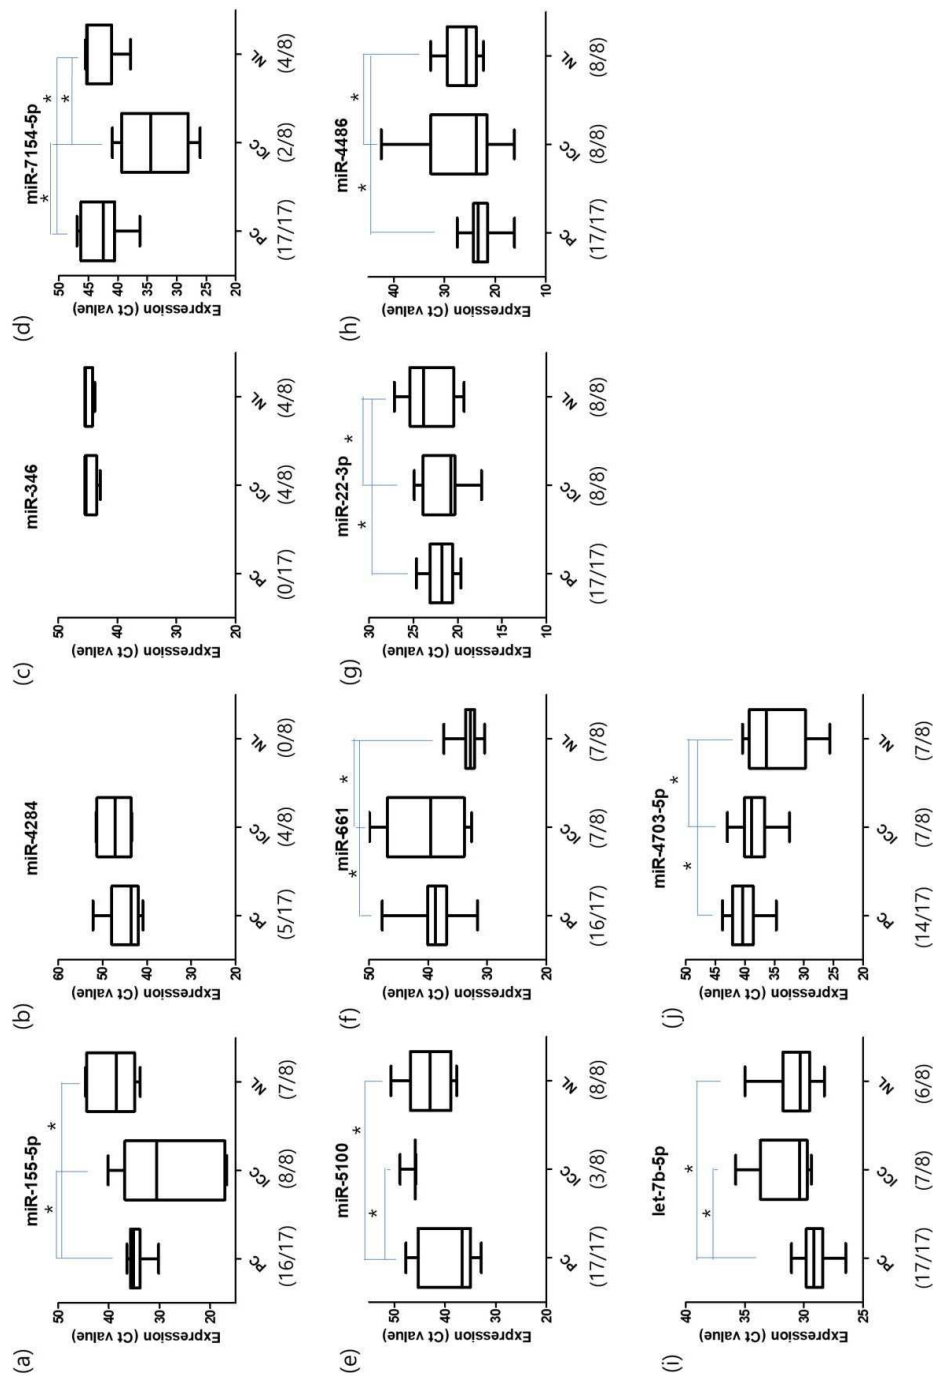 (a)
miR-155-5p
Expression (Ct value)
50
40
30
20
*
*
PC
ICC
NL
(16/17)
(8/8)
(7/8)
(b)
miR-4284
Expression (Ct value)
60
50
40
30
20
PC
ICC
NL
(5/17)
(4/8)
(0/8)
(c)
miR-346
Expression (Ct value)
50
40
30
20
PC
ICC
NL
(0/17)
(4/8)
(4/8)
(d)
miR-7154-5p
Expression (Ct value)
50
45
40
35
30
25
20
*
*
*
*
PC
ICC
NL
(17/17)
(2/8)
(4/8)
(e)
miR-5100
Expression (Ct value)
50
40
30
20
*
*
PC
ICC
NL
(17/17)
(3/8)
(8/8)
(f)
miR-661
Expression (Ct value)
50
40
30
20
*
*
PC
ICC
NL
(16/17)
(7/8)
(7/8)
(g)
miR-22-3p
Expression (Ct value)
30
25
20
15
10
*
*
PC
ICC
NL
(17/17)
(8/8)
(8/8)
(h)
miR-4486
Expression (Ct value)
40
30
20
10
*
*
PC
ICC
NL
(17/17)
(8/8)
(8/8)
(i)
let-7b-5p
Expression (Ct value)
40
35
30
25
*
*
PC
ICC
NL
(17/17)
(7/8)
(6/8)
(j)
miR-4703-5p
Expression (Ct value)
50
45
40
35
30
25
20
*
*
PC
ICC
NL
(14/17)
(7/8)
(7/8)